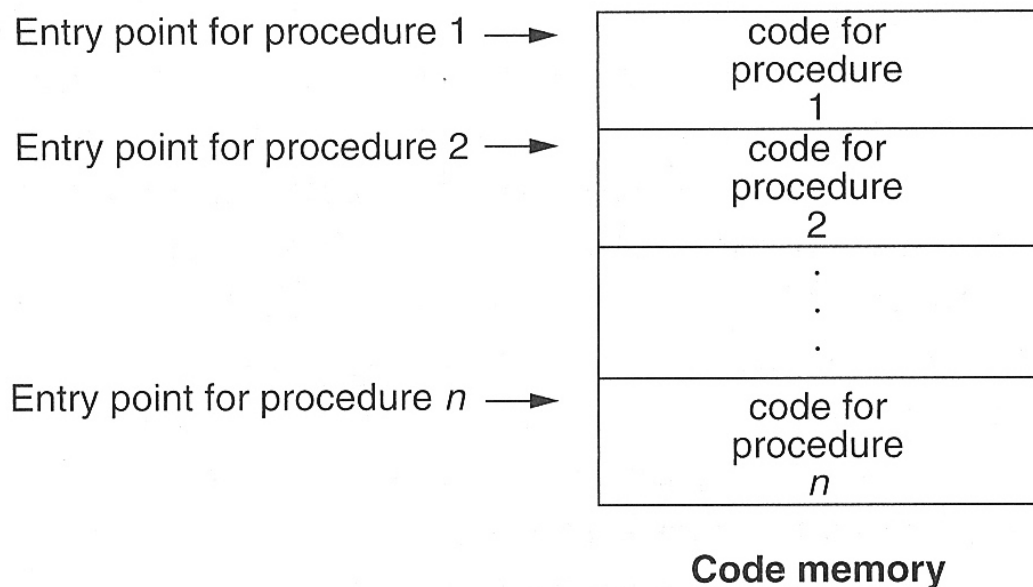 Entry point for procedure 1
code for
procedure
1
Entry point for procedure 2
code for
procedure
2
.
.
.
Entry point for procedure n
code for
procedure
n
Code memory